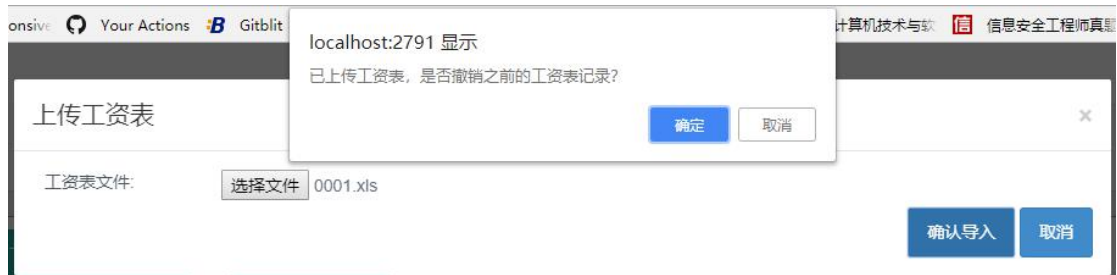 onsive Your Actions Gitblit
计算机技术与软
信息安全工程师真题
localhost:2791 显示
已上传工资表，是否撤销之前的工资表记录？
确定 取消
上传工资表 ×
工资表文件: 选择文件 0001.xls
确认导入 取消